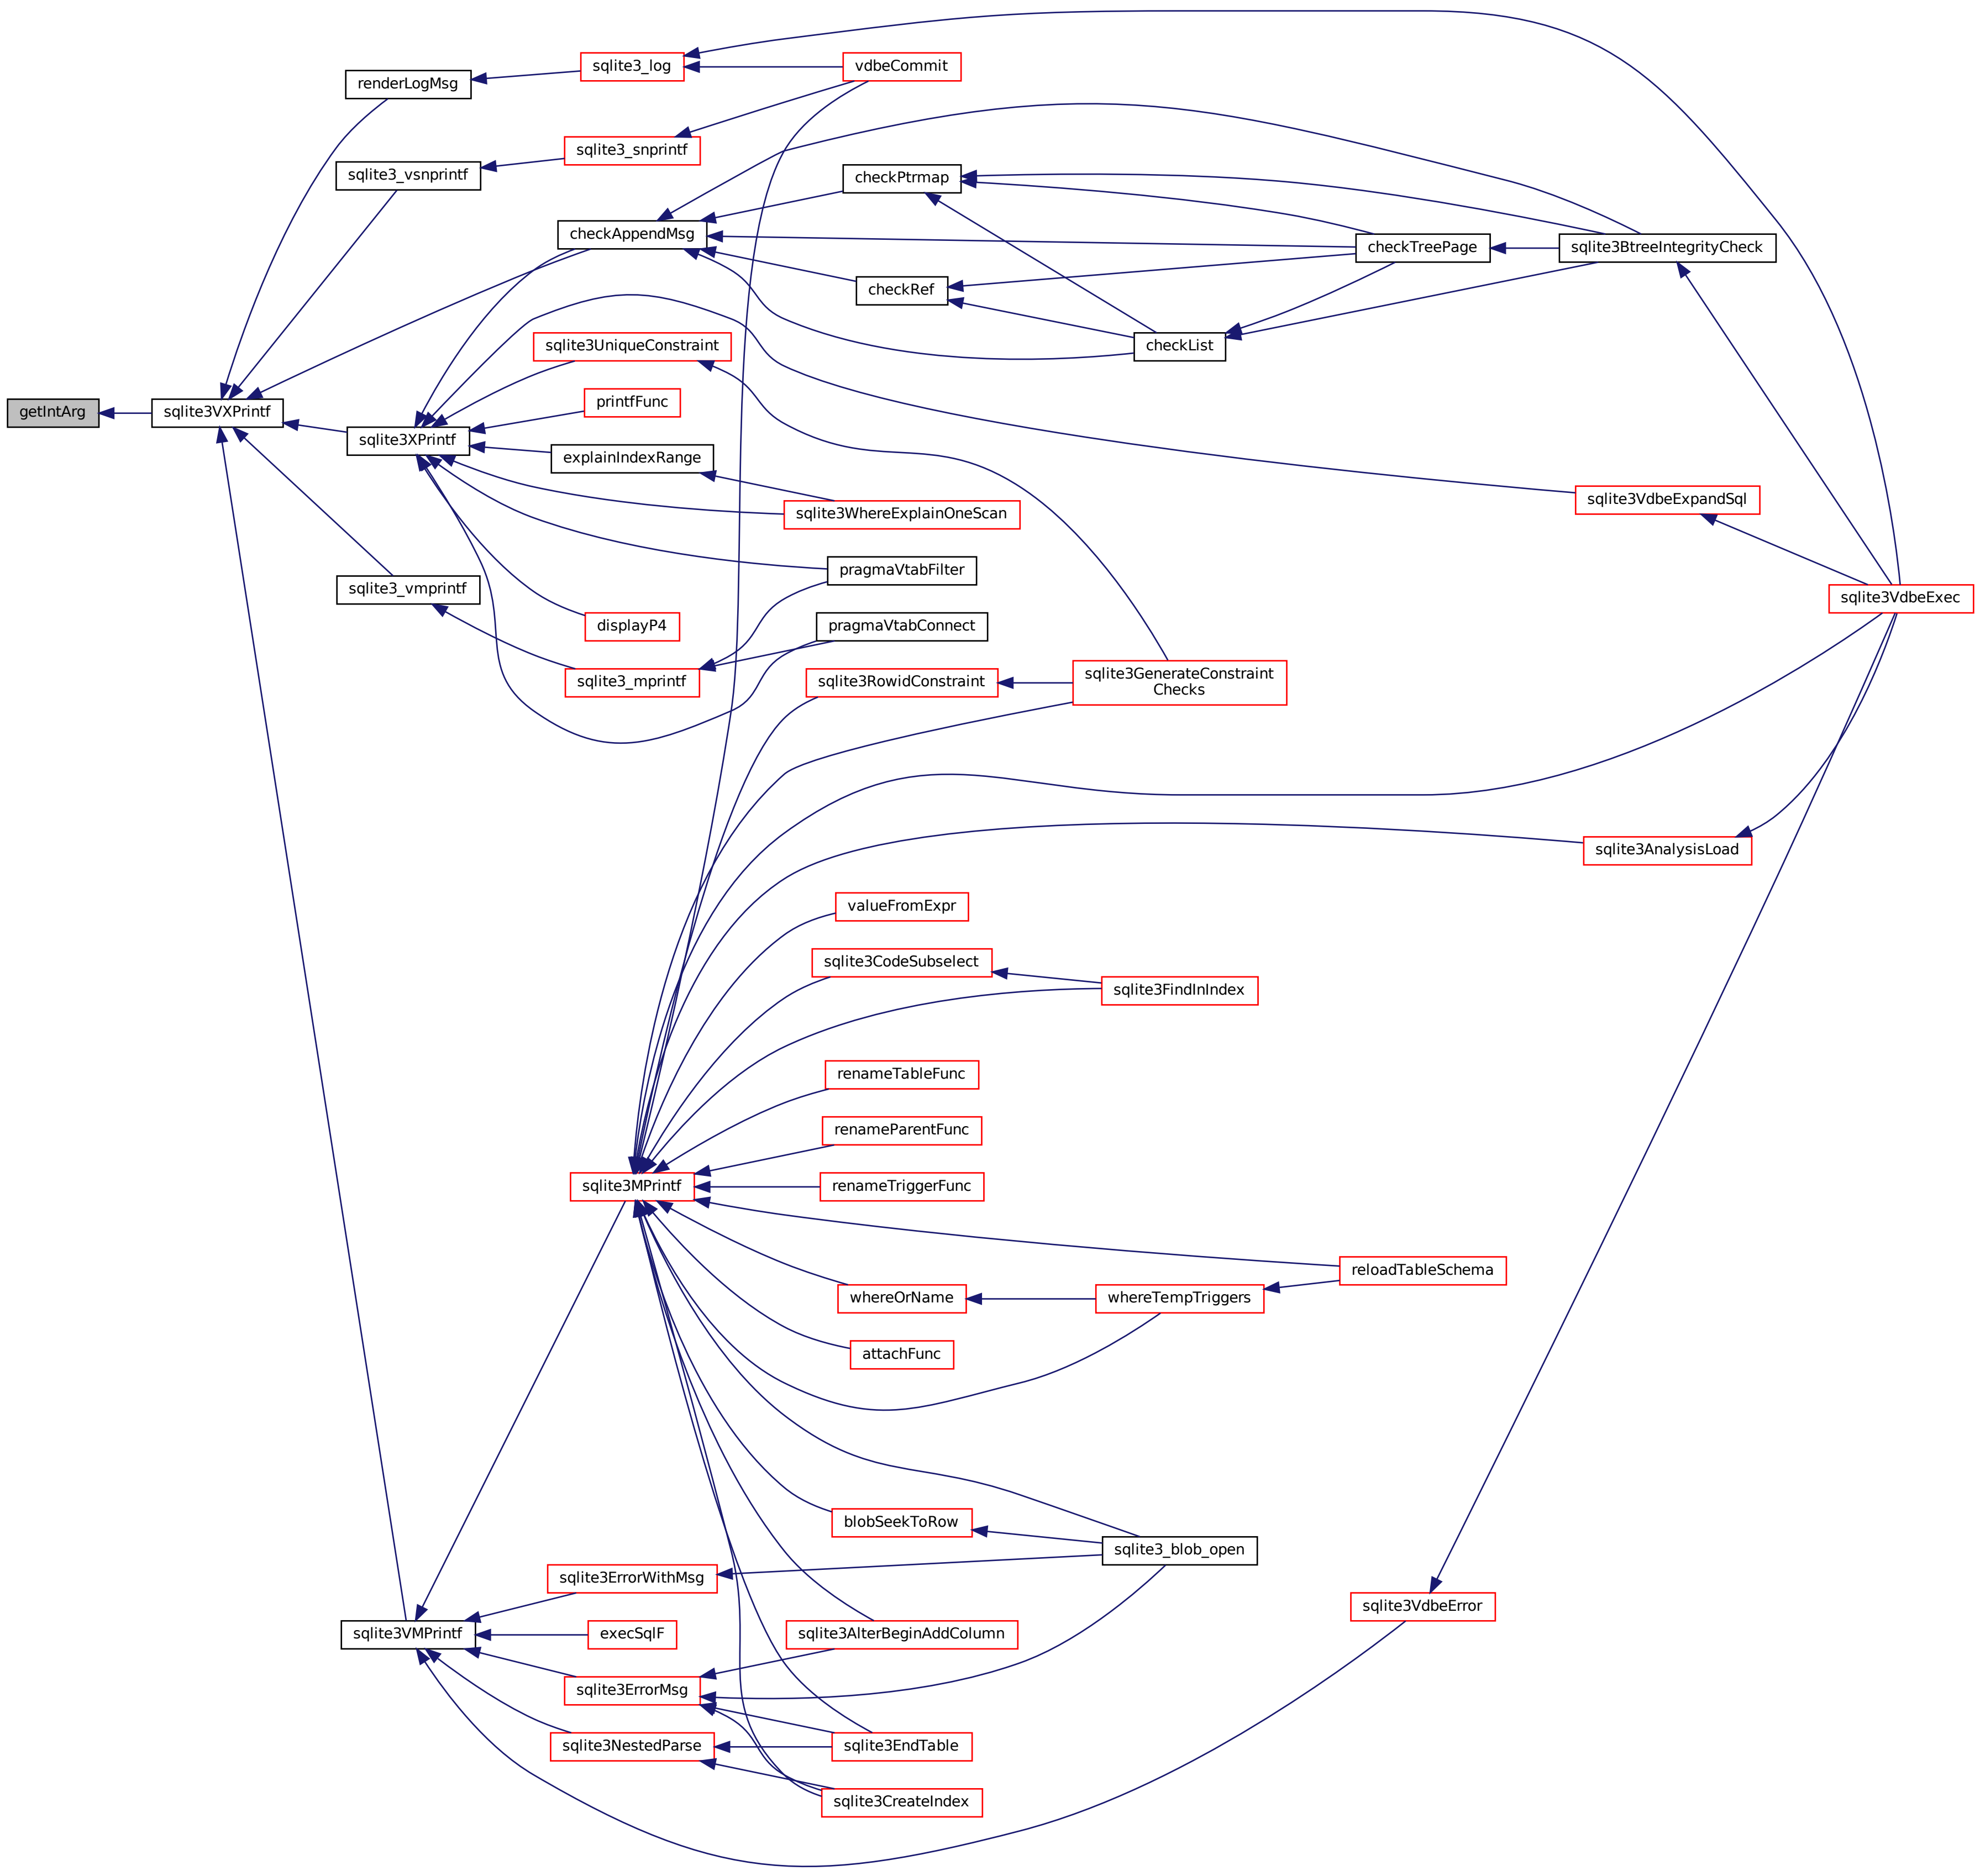 renderLogMsg
sqlite3_log
vdbeCommit
sqlite3_vsnprintf
sqlite3_snprintf
checkPtrmap
checkAppendMsg
checkTreePage
sqlite3BtreeIntegrityCheck
checkRef
sqlite3UniqueConstraint
checkList
getIntArg
sqlite3VXPrintf
printfFunc
sqlite3XPrintf
explainIndexRange
sqlite3VdbeExpandSql
sqlite3WhereExplainOneScan
pragmaVtabFilter
sqlite3_vmprintf
sqlite3VdbeExec
displayP4
pragmaVtabConnect
sqlite3_mprintf
sqlite3RowidConstraint
sqlite3GenerateConstraint
Checks
sqlite3AnalysisLoad
valueFromExpr
sqlite3CodeSubselect
sqlite3FindInIndex
renameTableFunc
renameParentFunc
sqlite3MPrintf
renameTriggerFunc
reloadTableSchema
whereOrName
whereTempTriggers
attachFunc
blobSeekToRow
sqlite3_blob_open
sqlite3ErrorWithMsg
sqlite3VdbeError
sqlite3VMPrintf
execSqlF
sqlite3AlterBeginAddColumn
sqlite3ErrorMsg
sqlite3NestedParse
sqlite3EndTable
sqlite3CreateIndex